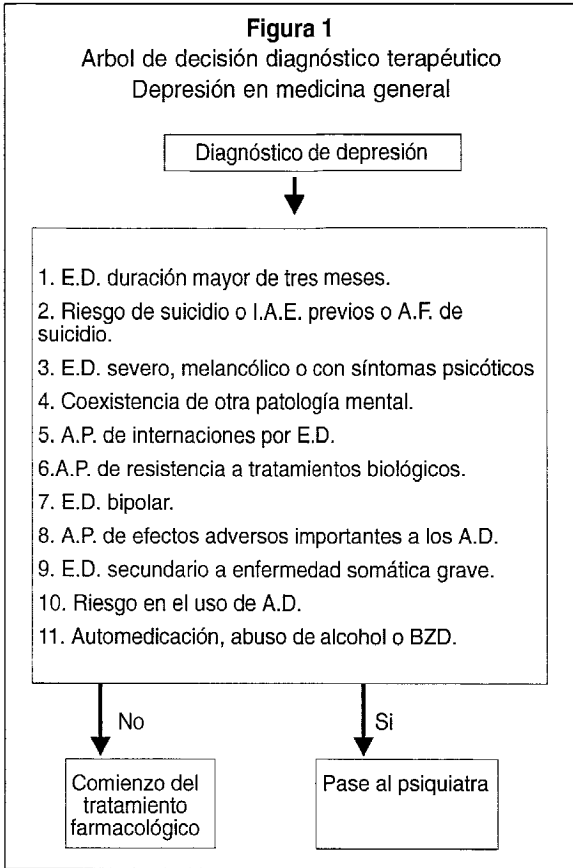 Figura 1
Arbol de decisión diagnóstico terapéutico
Depresión en medicina general
Diagnóstico de depresión
1. E.D. duración mayor de tres meses.
2. Riesgo de suicidio o I.A.E. previos o A.F. de
suicidio.
3. E.D. severo, melancólico o con síntomas psicóticos
4. Coexistencia de otra patología mental.
5. A.P. de internaciones por E.D.
6.A.P. de resistencia a tratamientos biológicos.
7. E.D. bipolar.
8. A.P. de efectos adversos importantes a los A.D.
9. E.D. secundario a enfermedad somática grave.
10. Riesgo en el uso de A.D.
11. Automedicación, abuso de alcohol o BZD.
No
Si
Comienzo del
tratamiento
farmacológico
Pase al psiquiatra